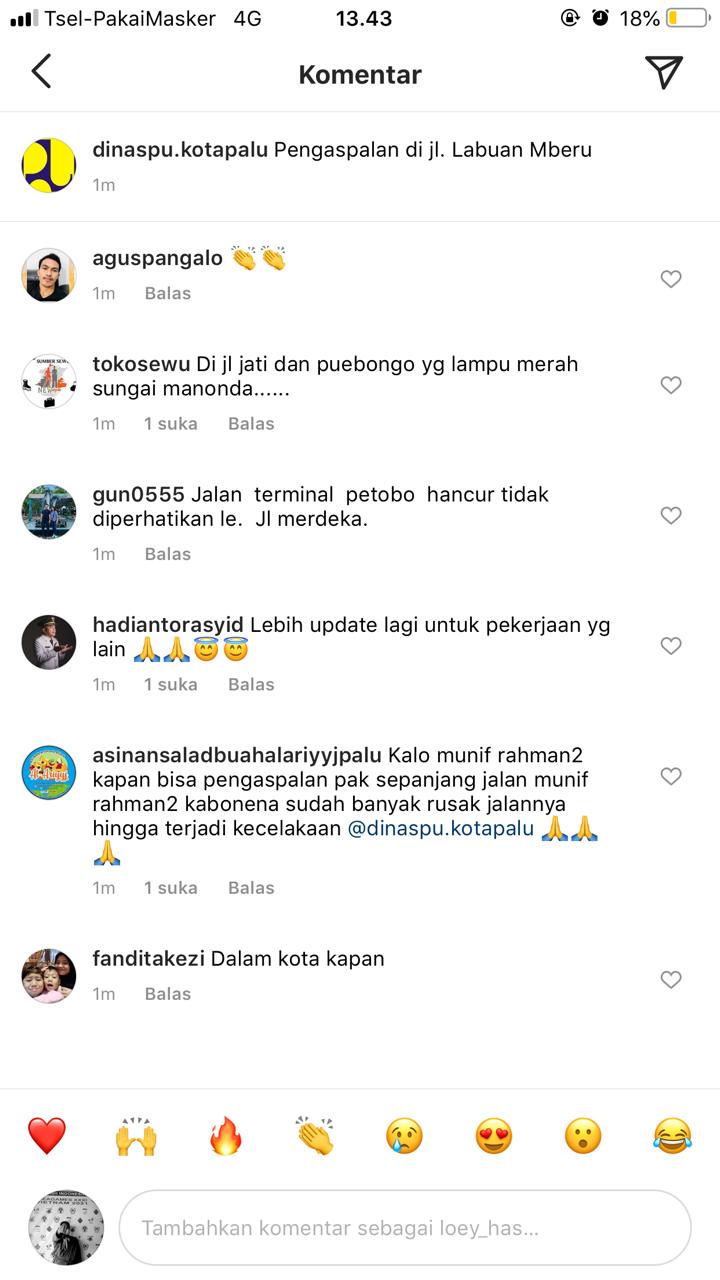 Tsel-PakaiMasker 4G 13.43 18%
Komentar
dinaspu.kotapalu Pengaspalan di jl. Labuan Mberu
1m
aguspangalo 👏👏
1m Balas
tokosewu Di jl jati dan puebongo yg lampu merah
sungai manonda......
1m 1 suka Balas
gun0555 Jalan terminal petobo hancur tidak
diperhatikan le. Jl merdeka.
1m Balas
hadiantorasyid Lebih update lagi untuk pekerjaan yg
lain 🙏🙏😇😇
1m 1 suka Balas
asinansaladbuahalariyyjpalu Kalo munif rahman2
kapan bisa pengaspalan pak sepanjang jalan munif
rahman2 kabonena sudah banyak rusak jalannya
hingga terjadi kecelakaan @dinaspu.kotapalu 🙏🙏
🙏
1m 1 suka Balas
fanditakezi Dalam kota kapan
1m Balas
❤️ 🙌 🔥 👏 😢 😍 😮 😂
Tambahkan komentar sebagai loey_has...